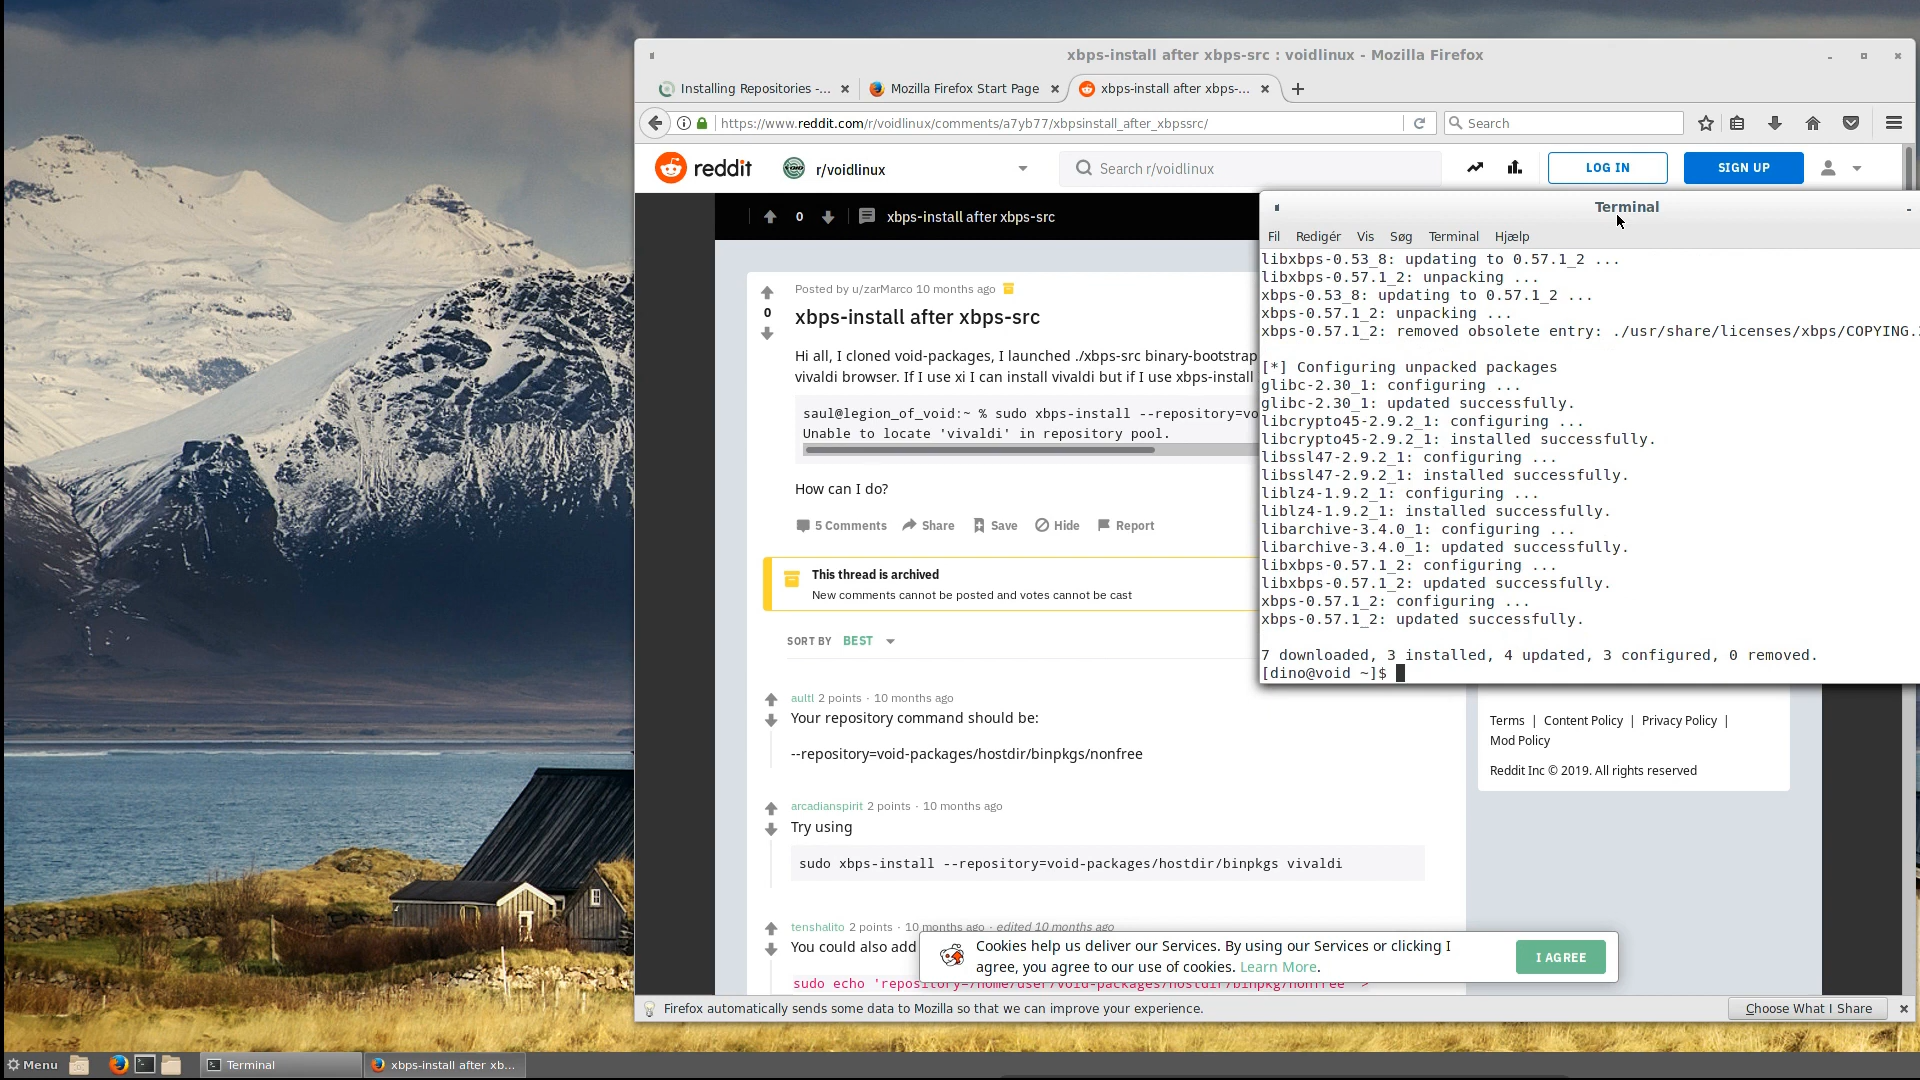 xbps-install after xbps-src : voidlinux - Mozilla Firefox
Installing Repositories -...
Mozilla Firefox Start Page
xbps-install after xbps-...
https://www.reddit.com/r/voidlinux/comments/a7yb77/xbpsinstall_after_xbpssrc/
Search
reddit
r/voidlinux
Search r/voidlinux
LOG IN
SIGN UP
0
xbps-install after xbps-src
Posted by u/zarMarco 10 months ago
0
xbps-install after xbps-src
Hi all, I cloned void-packages, I launched ./xbps-src binary-bootstrap
vivaldi browser. If I use xi I can install vivaldi but if I use xbps-install
saul@legion_of_void:~ % sudo xbps-install --repository=vo
Unable to locate 'vivaldi' in repository pool.
How can I do?
5 Comments
Share
Save
Hide
Report
This thread is archived
New comments cannot be posted and votes cannot be cast
SORT BY BEST
aultl 2 points · 10 months ago
Your repository command should be:
--repository=void-packages/hostdir/binpkgs/nonfree
arcadianspirit 2 points · 10 months ago
Try using
sudo xbps-install --repository=void-packages/hostdir/binpkgs vivaldi
tenshalito 2 points · 10 months ago · edited 10 months ago
You could also add
sudo echo 'repository=/home/user/void-packages/hostdir/binpkg/nonfree' >
Terminal
Fil Redigér Vis Søg Terminal Hjælp
libxbps-0.53_8: updating to 0.57.1_2 ...
libxbps-0.57.1_2: unpacking ...
xbps-0.53_8: updating to 0.57.1_2 ...
xbps-0.57.1_2: unpacking ...
xbps-0.57.1_2: removed obsolete entry: ./usr/share/licenses/xbps/COPYING.
[*] Configuring unpacked packages
glibc-2.30_1: configuring ...
glibc-2.30_1: updated successfully.
libcrypto45-2.9.2_1: configuring ...
libcrypto45-2.9.2_1: installed successfully.
libssl47-2.9.2_1: configuring ...
libssl47-2.9.2_1: installed successfully.
liblz4-1.9.2_1: configuring ...
liblz4-1.9.2_1: installed successfully.
libarchive-3.4.0_1: configuring ...
libarchive-3.4.0_1: updated successfully.
libxbps-0.57.1_2: configuring ...
libxbps-0.57.1_2: updated successfully.
xbps-0.57.1_2: configuring ...
xbps-0.57.1_2: updated successfully.
7 downloaded, 3 installed, 4 updated, 3 configured, 0 removed.
[dino@void ~]$
Terms | Content Policy | Privacy Policy |
Mod Policy
Reddit Inc © 2019. All rights reserved
Cookies help us deliver our Services. By using our Services or clicking I
agree, you agree to our use of cookies. Learn More.
I AGREE
Firefox automatically sends some data to Mozilla so that we can improve your experience.
Choose What I Share
Menu
Terminal
xbps-install after xb...